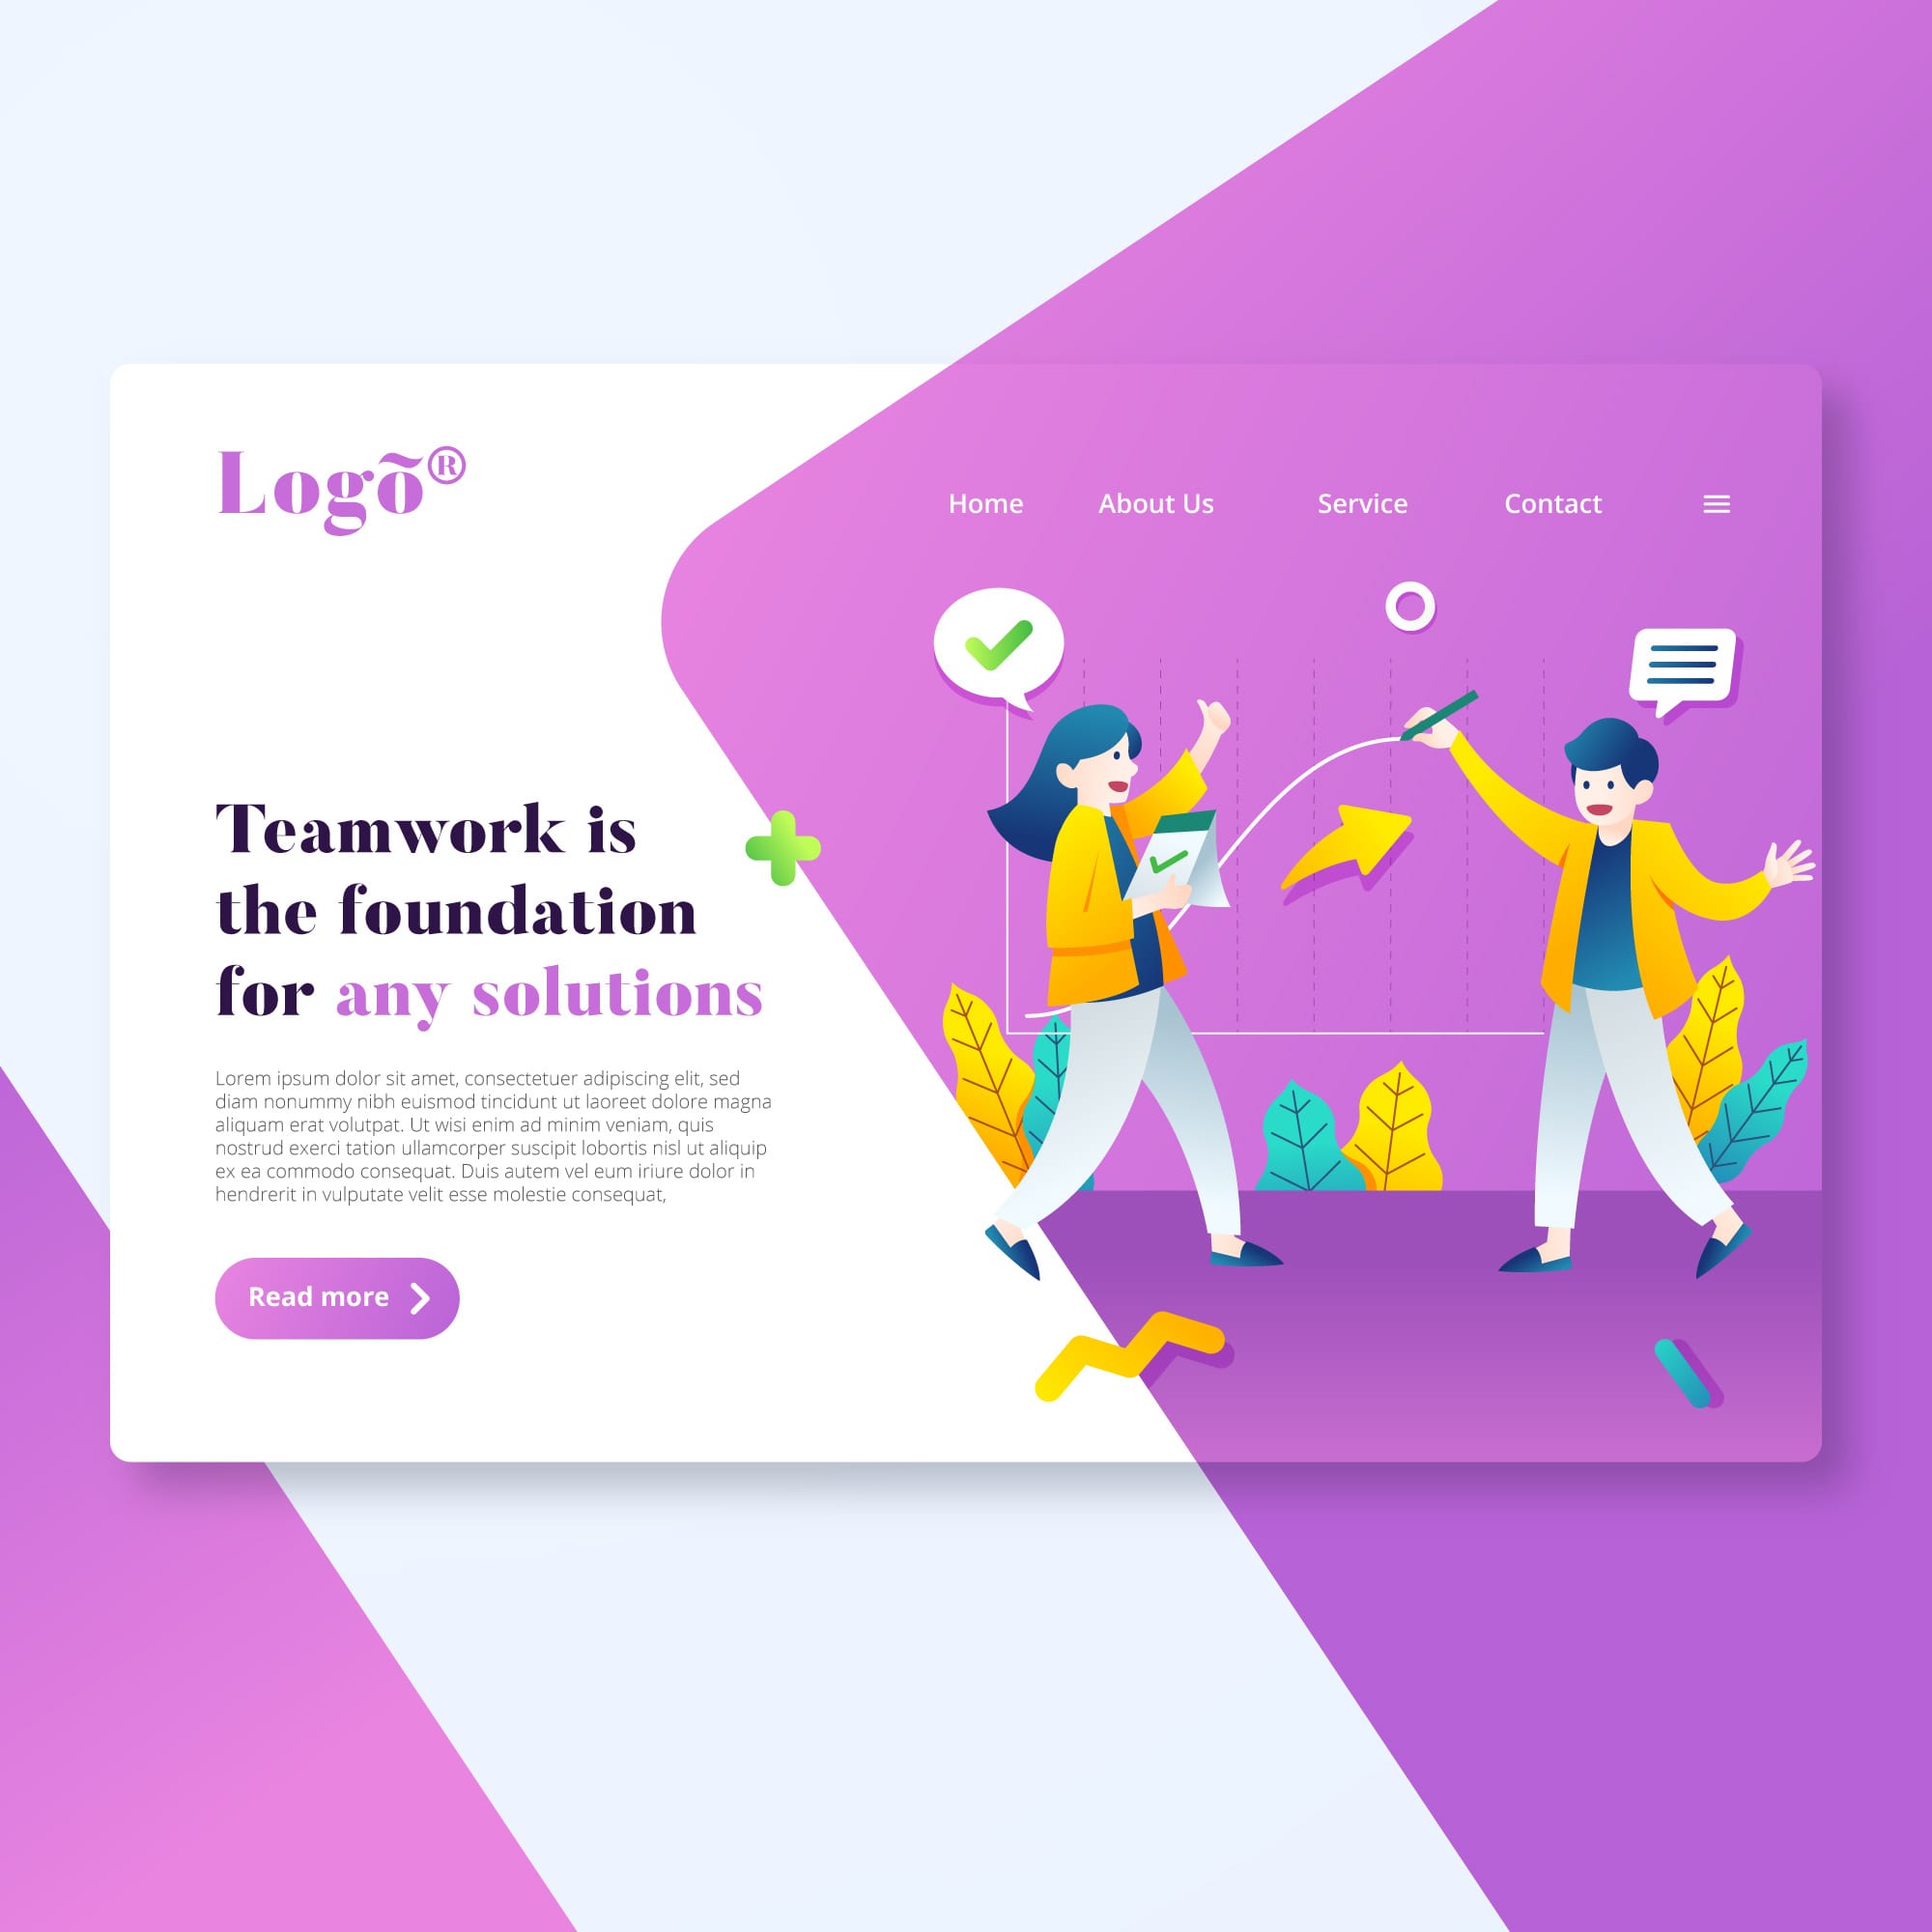 Logõ®
Home About Us Service Contact
Teamwork is
the foundation
for any solutions
Lorem ipsum dolor sit amet, consectetuer adipiscing elit, sed
diam nonummy nibh euismod tincidunt ut laoreet dolore magna
aliquam erat volutpat. Ut wisi enim ad minim veniam, quis
nostrud exerci tation ullamcorper suscipit lobortis nisl ut aliquip
ex ea commodo consequat. Duis autem vel eum iriure dolor in
hendrerit in vulputate velit esse molestie consequat,
Read more